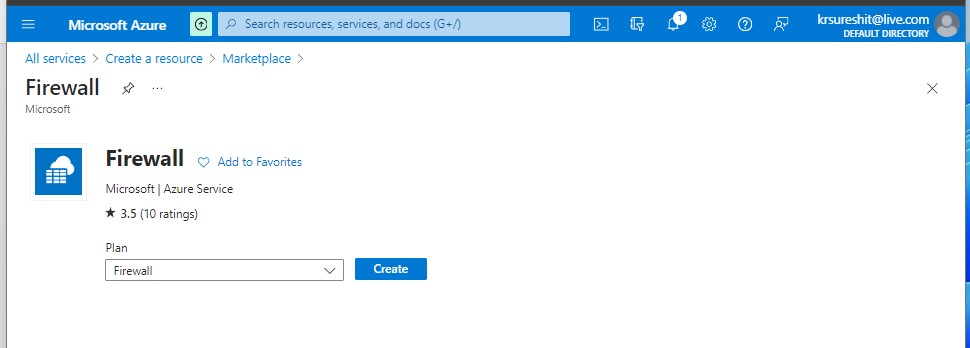 Microsoft Azure
Search resources, services, and docs (G+/)
1
krsureshit@live.com
DEFAULT DIRECTORY
All services > Create a resource > Marketplace >
Firewall
...
Microsoft
Firewall
Add to Favorites
Microsoft | Azure Service
★ 3.5 (10 ratings)
Plan
Firewall
Create